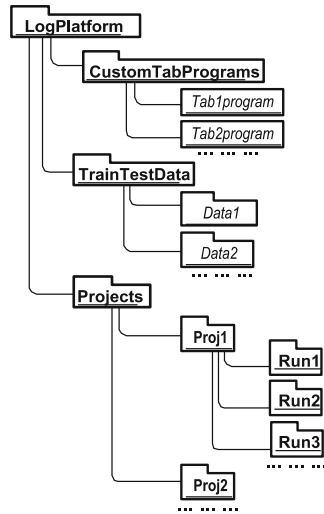 LogPlatform
CustomTabPrograms
Tab1program
Tab2program
TrainTestData
Data1
Data2
Projects
Proj1
Run1
Run2
Run3
Proj2